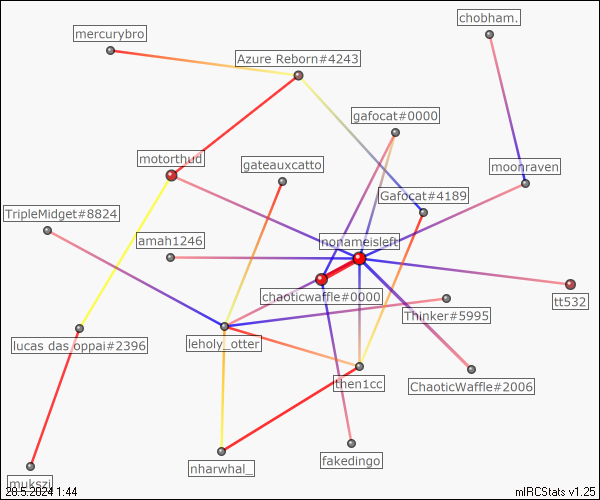 chobham.
mercurybro
Azure Reborn#4243
gafocat#0000
motorthud
gateauxcatto
moonraven
Gafocat#4189
TripleMidget#8824
amah1246
nonameisleft
chaoticwaffle#0000
tt532
Thinker#5995
lucas das oppai#2396
leholy_otter
then1cc
ChaoticWaffle#2006
nharwhal_
fakedingo
mukszi
20.5.2024 1:44
mIRCStats v1.25